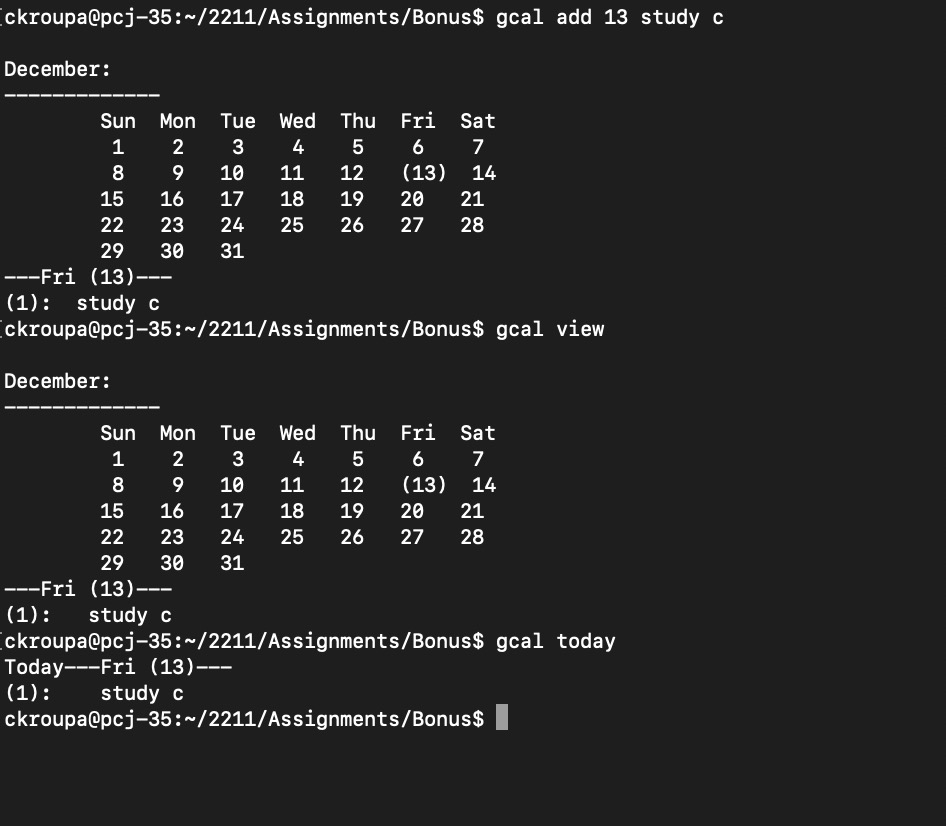 [ckroupa@pcj-35:~/2211/Assignments/Bonus$ gcal add 13 study c

December:
-------------
        Sun  Mon  Tue  Wed  Thu  Fri  Sat
         1    2    3    4    5    6    7
         8    9   10   11   12   (13)  14
        15   16   17   18   19   20   21
        22   23   24   25   26   27   28
        29   30   31
---Fri (13)---
(1):  study c
[ckroupa@pcj-35:~/2211/Assignments/Bonus$ gcal view

December:
-------------
        Sun  Mon  Tue  Wed  Thu  Fri  Sat
         1    2    3    4    5    6    7
         8    9   10   11   12   (13)  14
        15   16   17   18   19   20   21
        22   23   24   25   26   27   28
        29   30   31
---Fri (13)---
(1):   study c
[ckroupa@pcj-35:~/2211/Assignments/Bonus$ gcal today
Today---Fri (13)---
(1):    study c
ckroupa@pcj-35:~/2211/Assignments/Bonus$